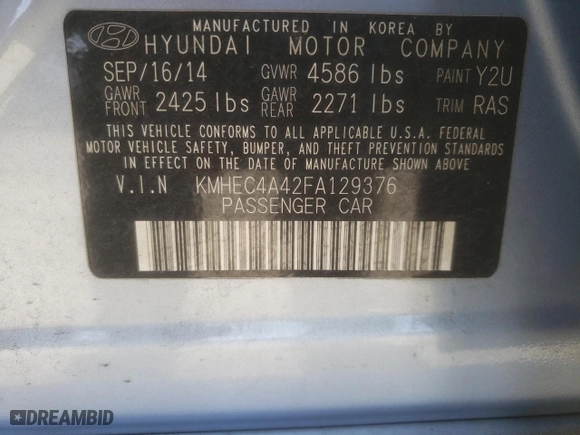 MANUFACTURED IN KOREA BY
HYUNDAI MOTOR COMPANY
SEP/16/14 GVWR 4586 lbs PAINT Y2U
GAWR FRONT 2425 lbs GAWR REAR 2271 lbs TRIM RAS
THIS VEHICLE CONFORMS TO ALL APPLICABLE U.S.A. FEDERAL
MOTOR VEHICLE SAFETY, BUMPER, AND THEFT PREVENTION STANDARDS
IN EFFECT ON THE DATE OF MANUFACTURE SHOWN ABOVE
V.I.N KMHEC4A42FA129376
PASSENGER CAR
DREAMBID